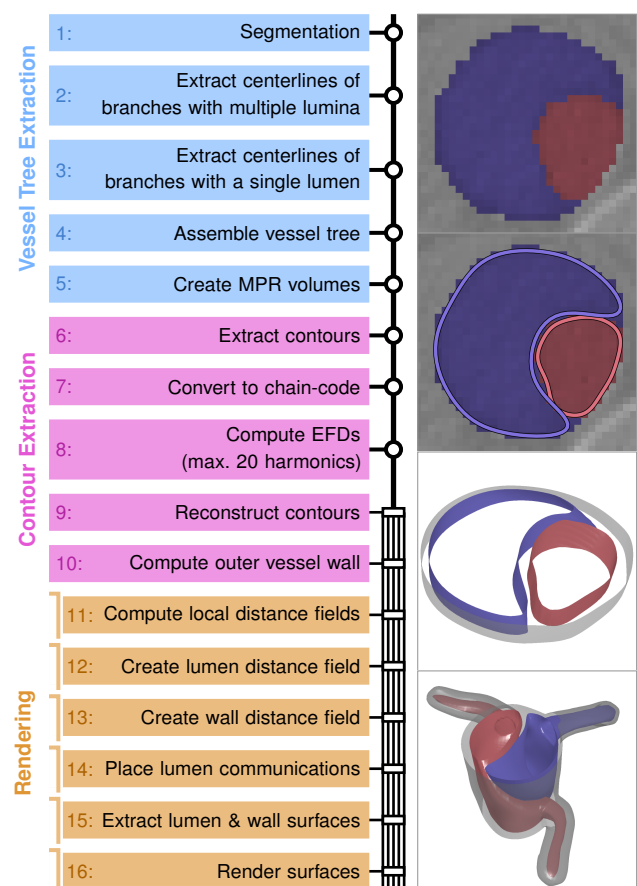 Vessel Tree Extraction
1: Segmentation
2: Extract centerlines of
branches with multiple lumina
3: Extract centerlines of
branches with a single lumen
4: Assemble vessel tree
5: Create MPR volumes
Contour Extraction
6: Extract contours
7: Convert to chain-code
8: Compute EFDs
(max. 20 harmonics)
9: Reconstruct contours
10: Compute outer vessel wall
Rendering
11: Compute local distance fields
12: Create lumen distance field
13: Create wall distance field
14: Place lumen communications
15: Extract lumen & wall surfaces
16: Render surfaces